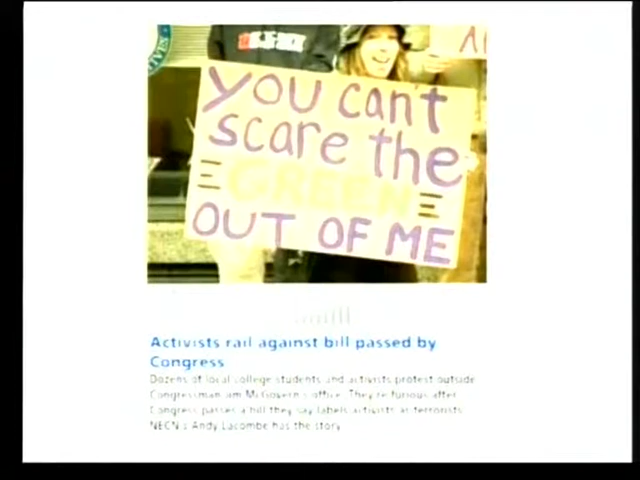 YOU can't
scare the
GREEN
OUT OF ME
Activists rail against bill passed by
Congress
Dozens of local college students and activists protest outside
Congressman Jim McGovern's office. They're furious after
Congress passes a bill they say labels activists as terrorists.
NECN's Andy Lacombe has the story